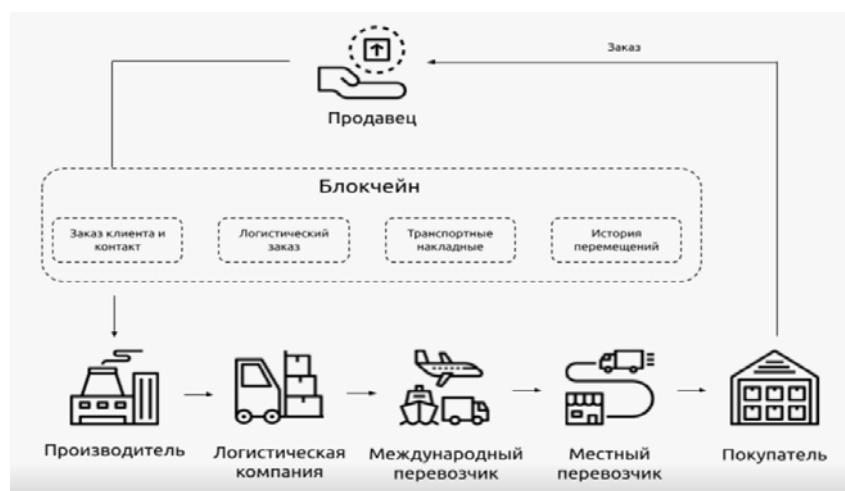 Заказ
Продавец
Блокчейн
Заказ клиента и
контакт
Логистический
заказ
Транспортные
накладные
История
перемещений
Производитель
Логистическая
компания
Международный
перевозчик
Местный
перевозчик
Покупатель